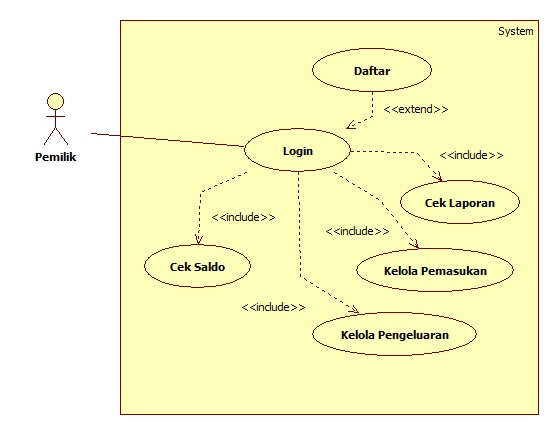 System
Daftar
<<extend>>
Pemilik
Login
<<include>>
Cek Laporan
<<include>>
<<include>>
Cek Saldo
Kelola Pemasukan
<<include>>
Kelola Pengeluaran